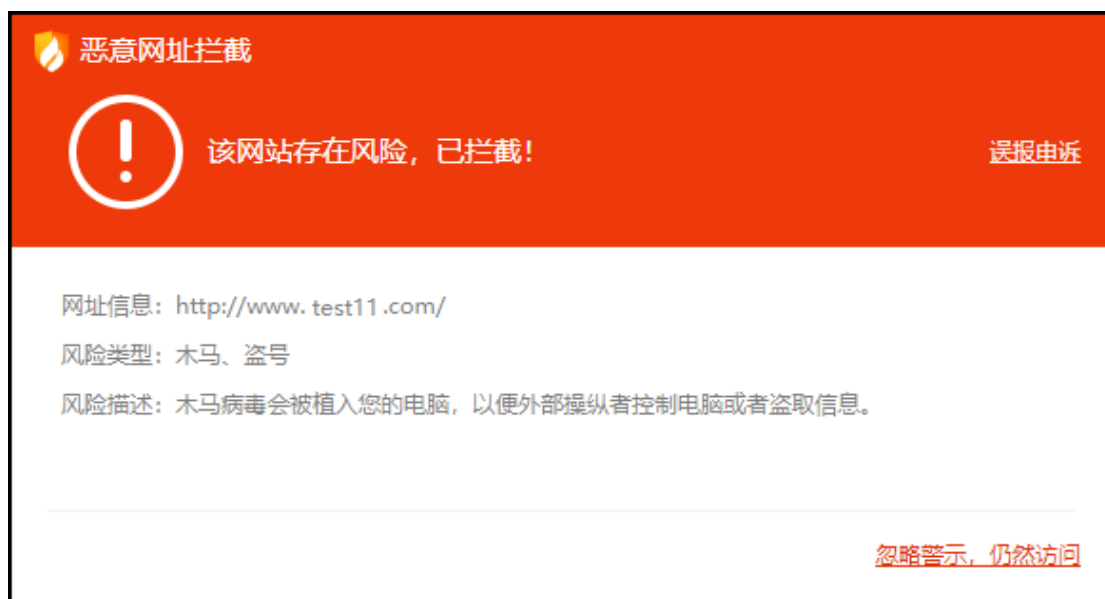 恶意网址拦截
该网站存在风险，已拦截！
误报申诉
网址信息：http://www.test11.com/
风险类型：木马、盗号
风险描述：木马病毒会被植入您的电脑，以便外部操纵者控制电脑或者盗取信息。
忽略警示，仍然访问